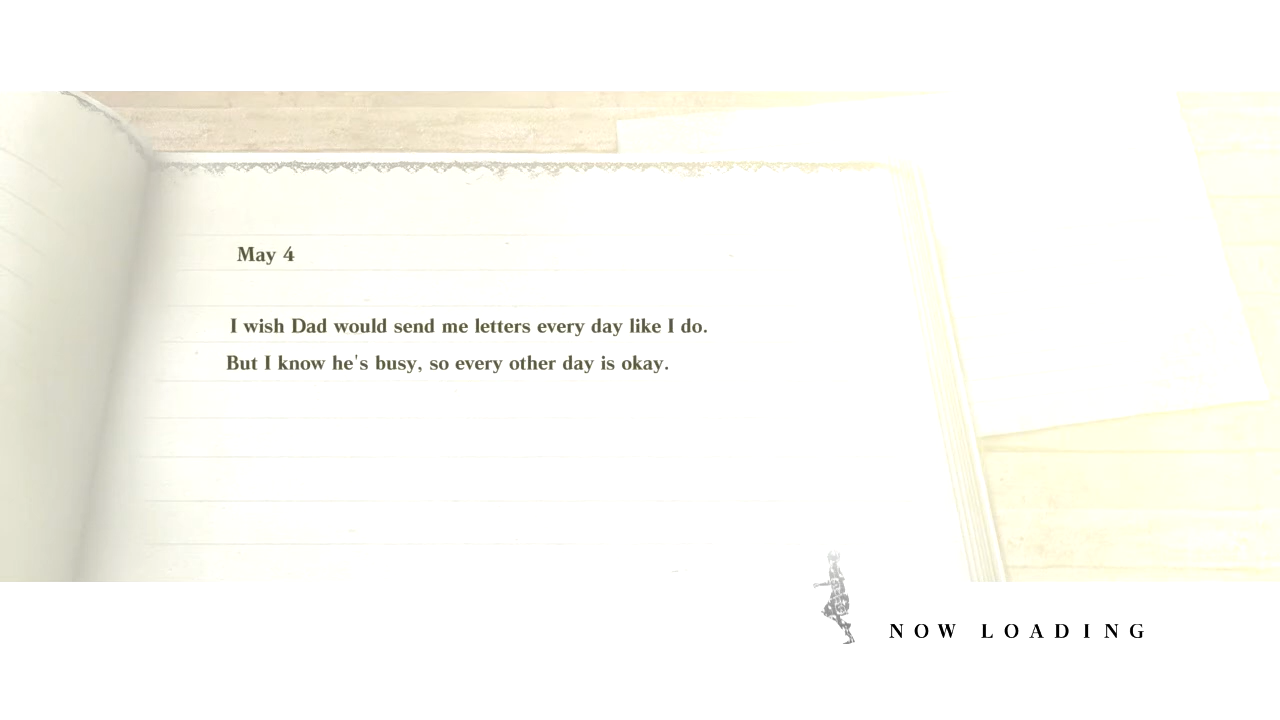 May 4
I wish Dad would send me letters every day like I do.
But I know he's busy, so every other day is okay.
NOW LOADING